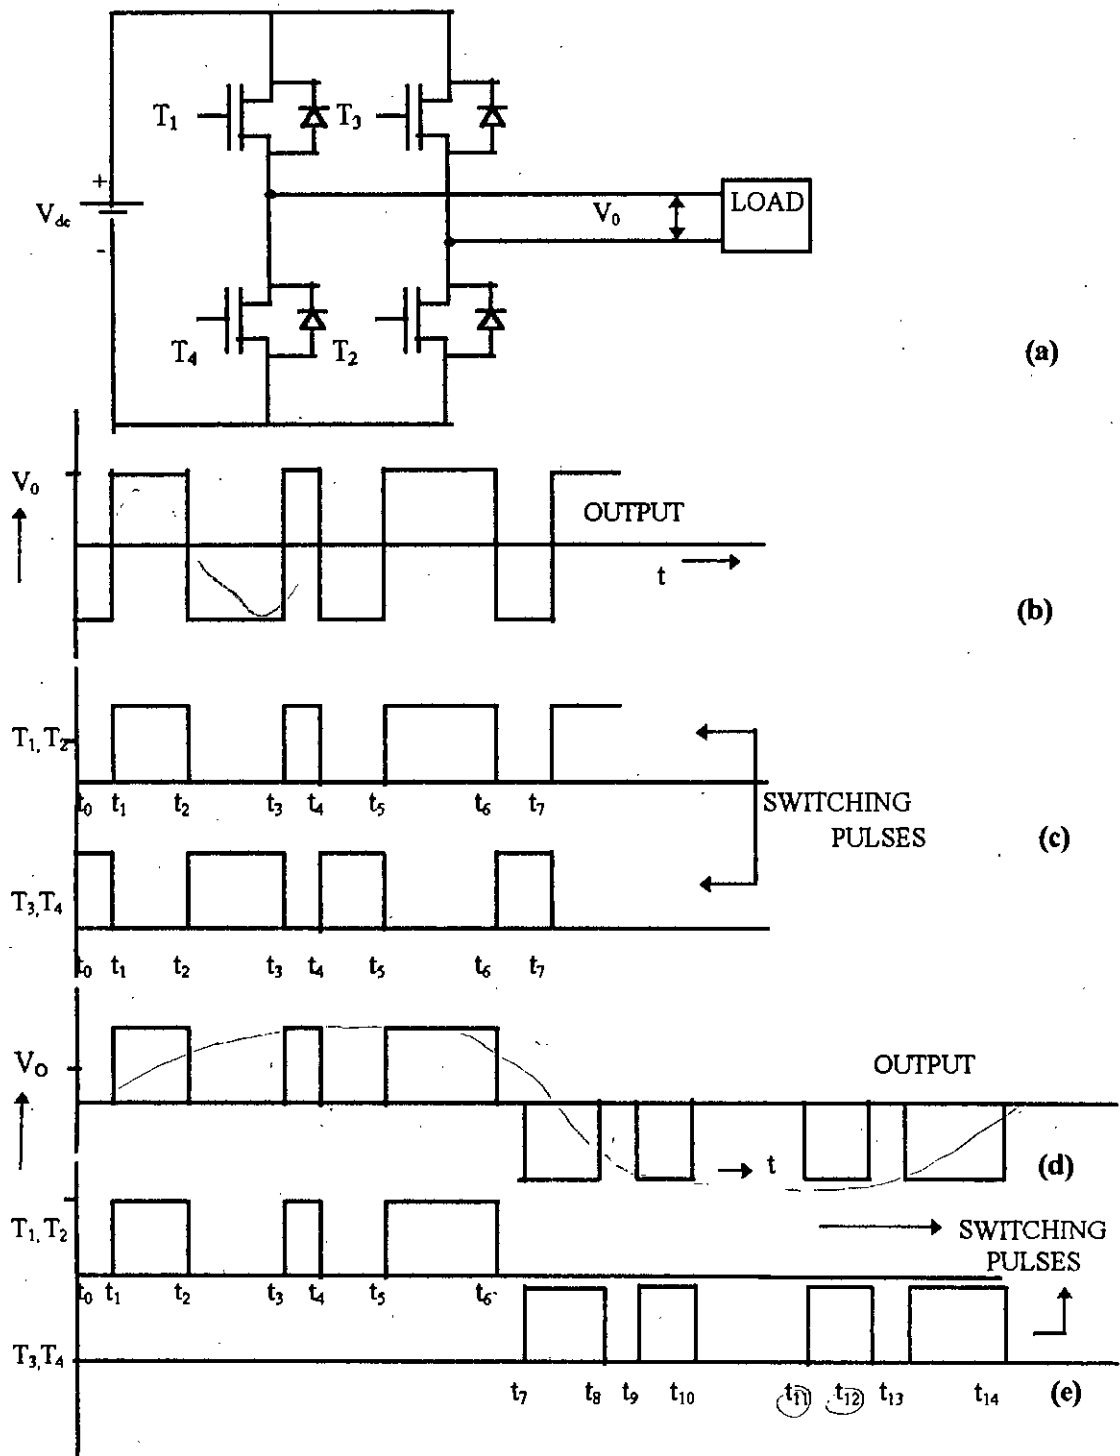 T₁ T₃
+
V_dc
-
V₀
LOAD
T₄ T₂
(a)
V₀
OUTPUT
t
(b)
T₁, T₂
t₀ t₁ t₂ t₃ t₄ t₅ t₆ t₇
SWITCHING
PULSES
(c)
T₃,T₄
t₀ t₁ t₂ t₃ t₄ t₅ t₆ t₇
V₀
OUTPUT
t
(d)
T₁, T₂
SWITCHING
PULSES
t₀ t₁ t₂ t₃ t₄ t₅ t₆
T₃,T₄
t₇ t₈ t₉ t₁₀ t₁₁ t₁₂ t₁₃ t₁₄
(e)